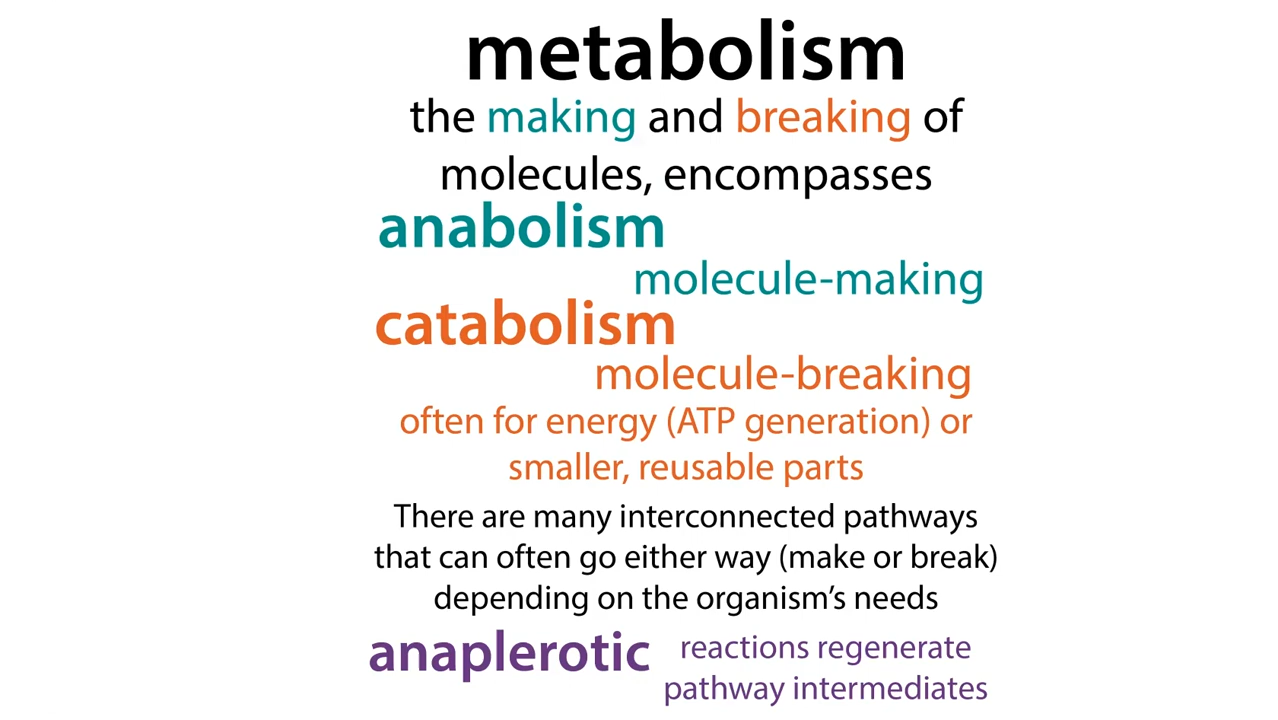 metabolism
the making and breaking of
molecules, encompasses
anabolism
molecule-making
catabolism
molecule-breaking
often for energy (ATP generation) or
smaller, reusable parts
There are many interconnected pathways
that can often go either way (make or break)
depending on the organism’s needs
anaplerotic reactions regenerate
pathway intermediates